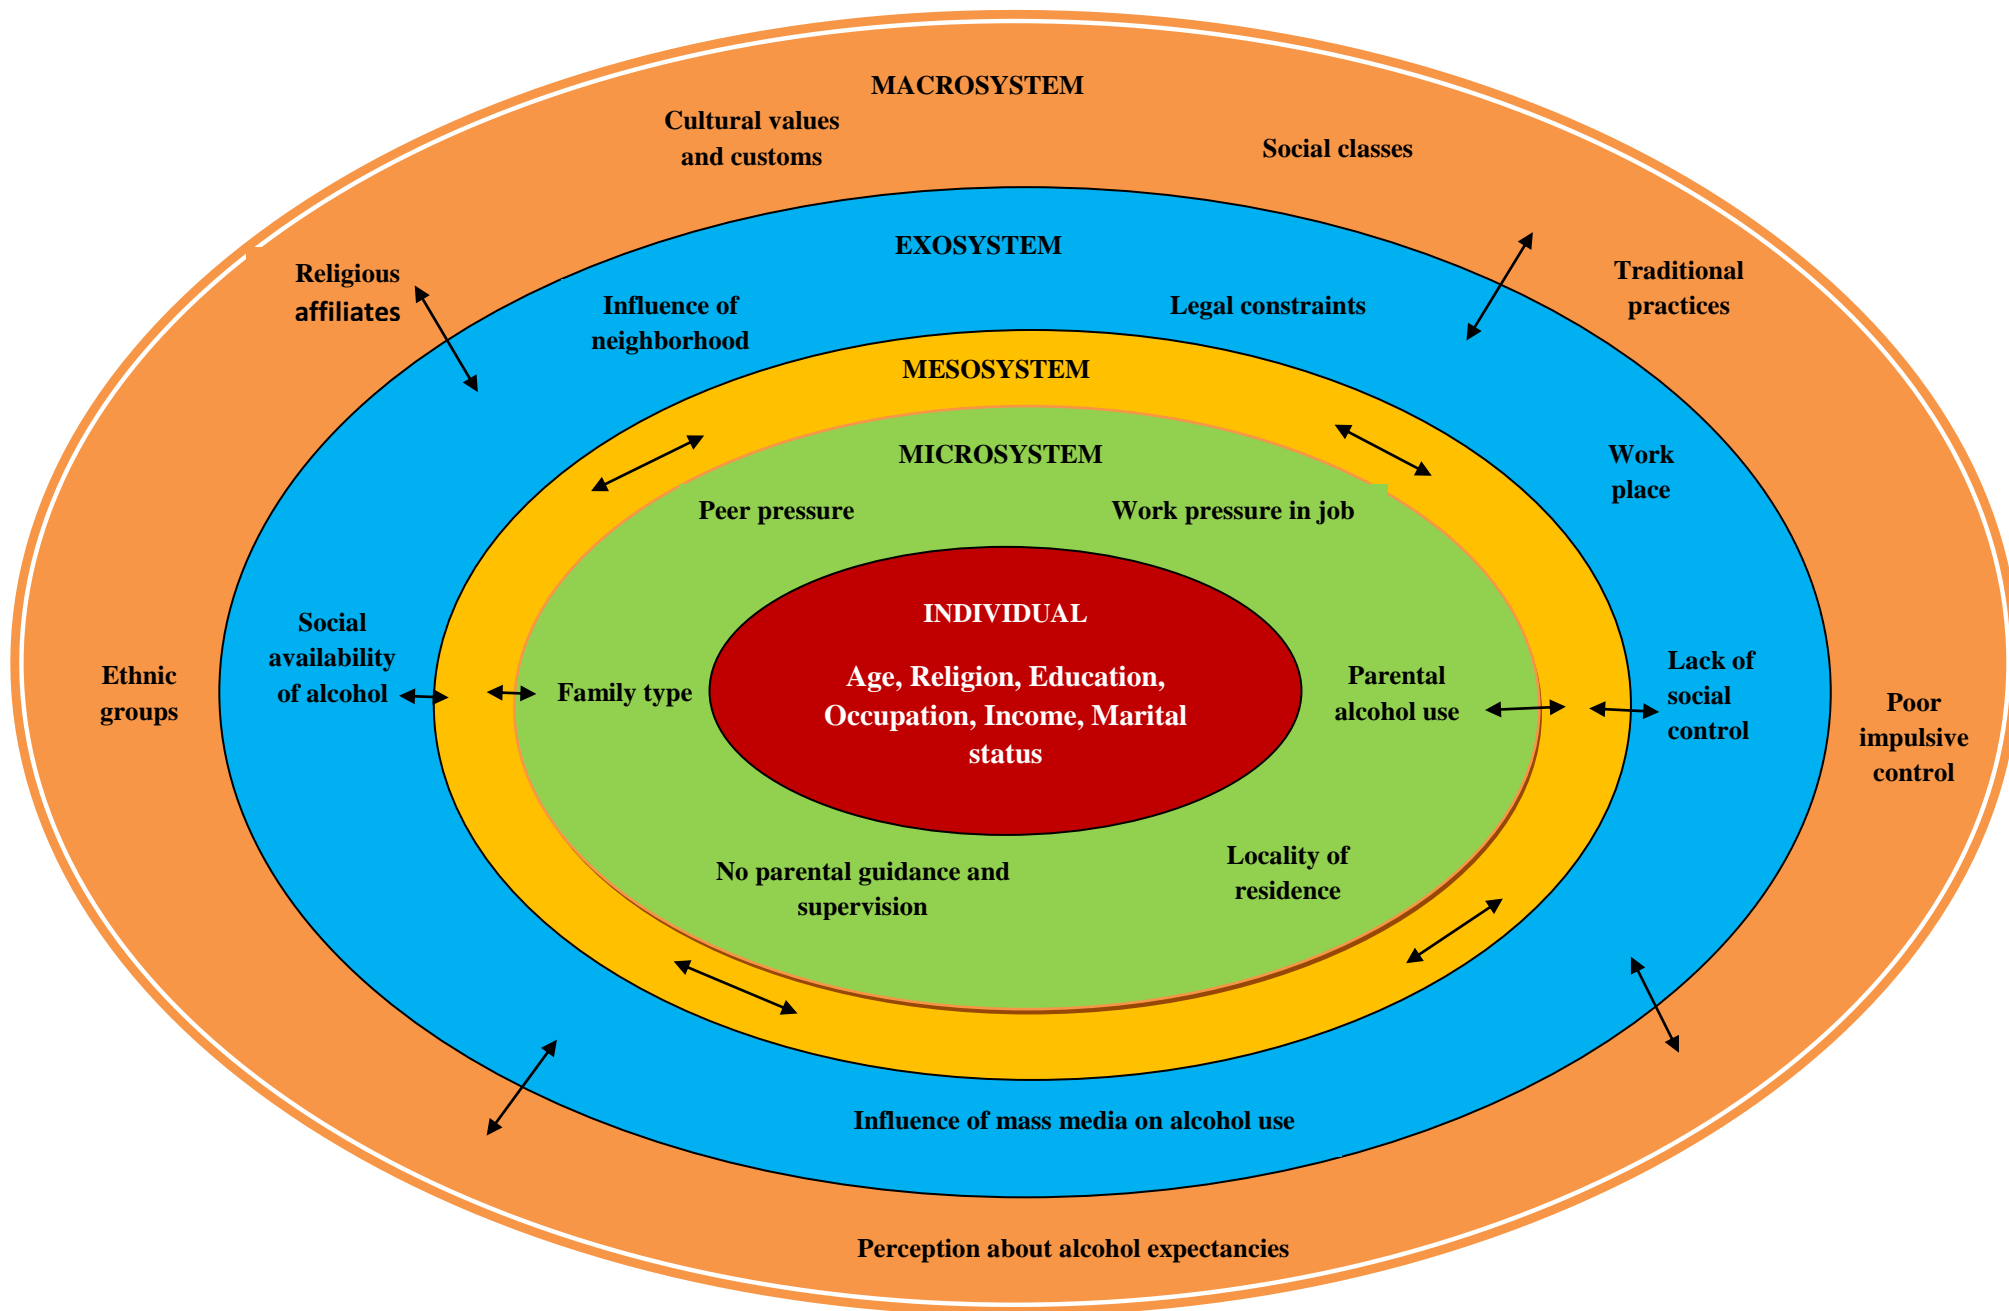 MACROSYSTEM
Cultural values
and customs
Social classes
Religious
affiliates
Traditional
practices
Ethnic
groups
Poor
impulsive
control
Perception about alcohol expectancies
EXOSYSTEM
Influence of
neighborhood
Legal constraints
Work
place
Social
availability
of alcohol
Lack of
social
control
Influence of mass media on alcohol use
MESOSYSTEM
MICROSYSTEM
Peer pressure
Work pressure in job
Family type
Parental
alcohol use
No parental guidance and
supervision
Locality of
residence
INDIVIDUAL
Age, Religion, Education,
Occupation, Income, Marital
status